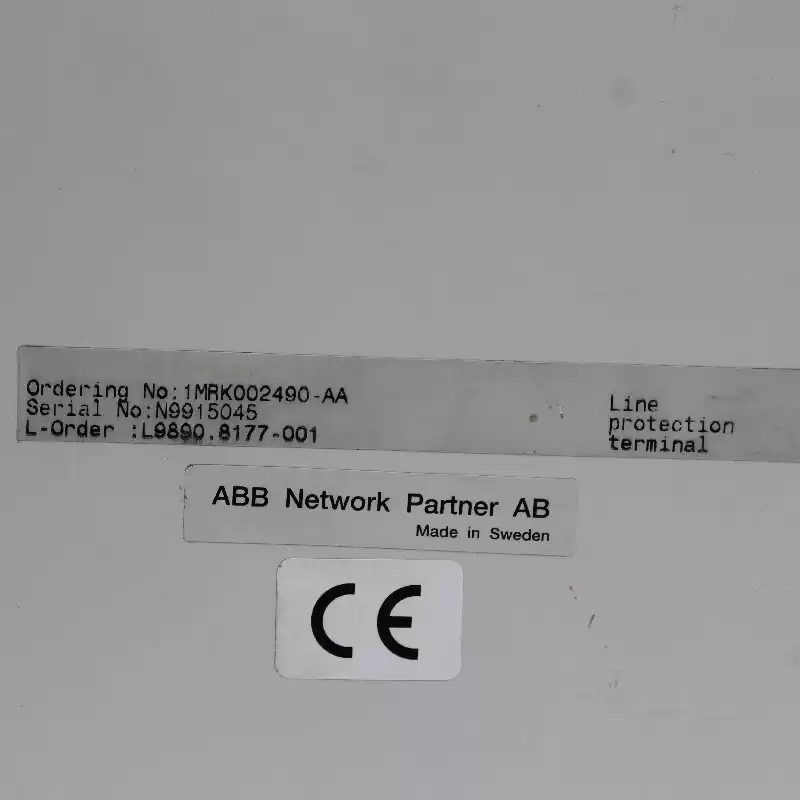 Ordering No:1MRK002490-AA
Serial No:N9915045
L-Order :L9890.8177-001
Line
protection
terminal
ABB Network Partner AB
Made in Sweden
CE